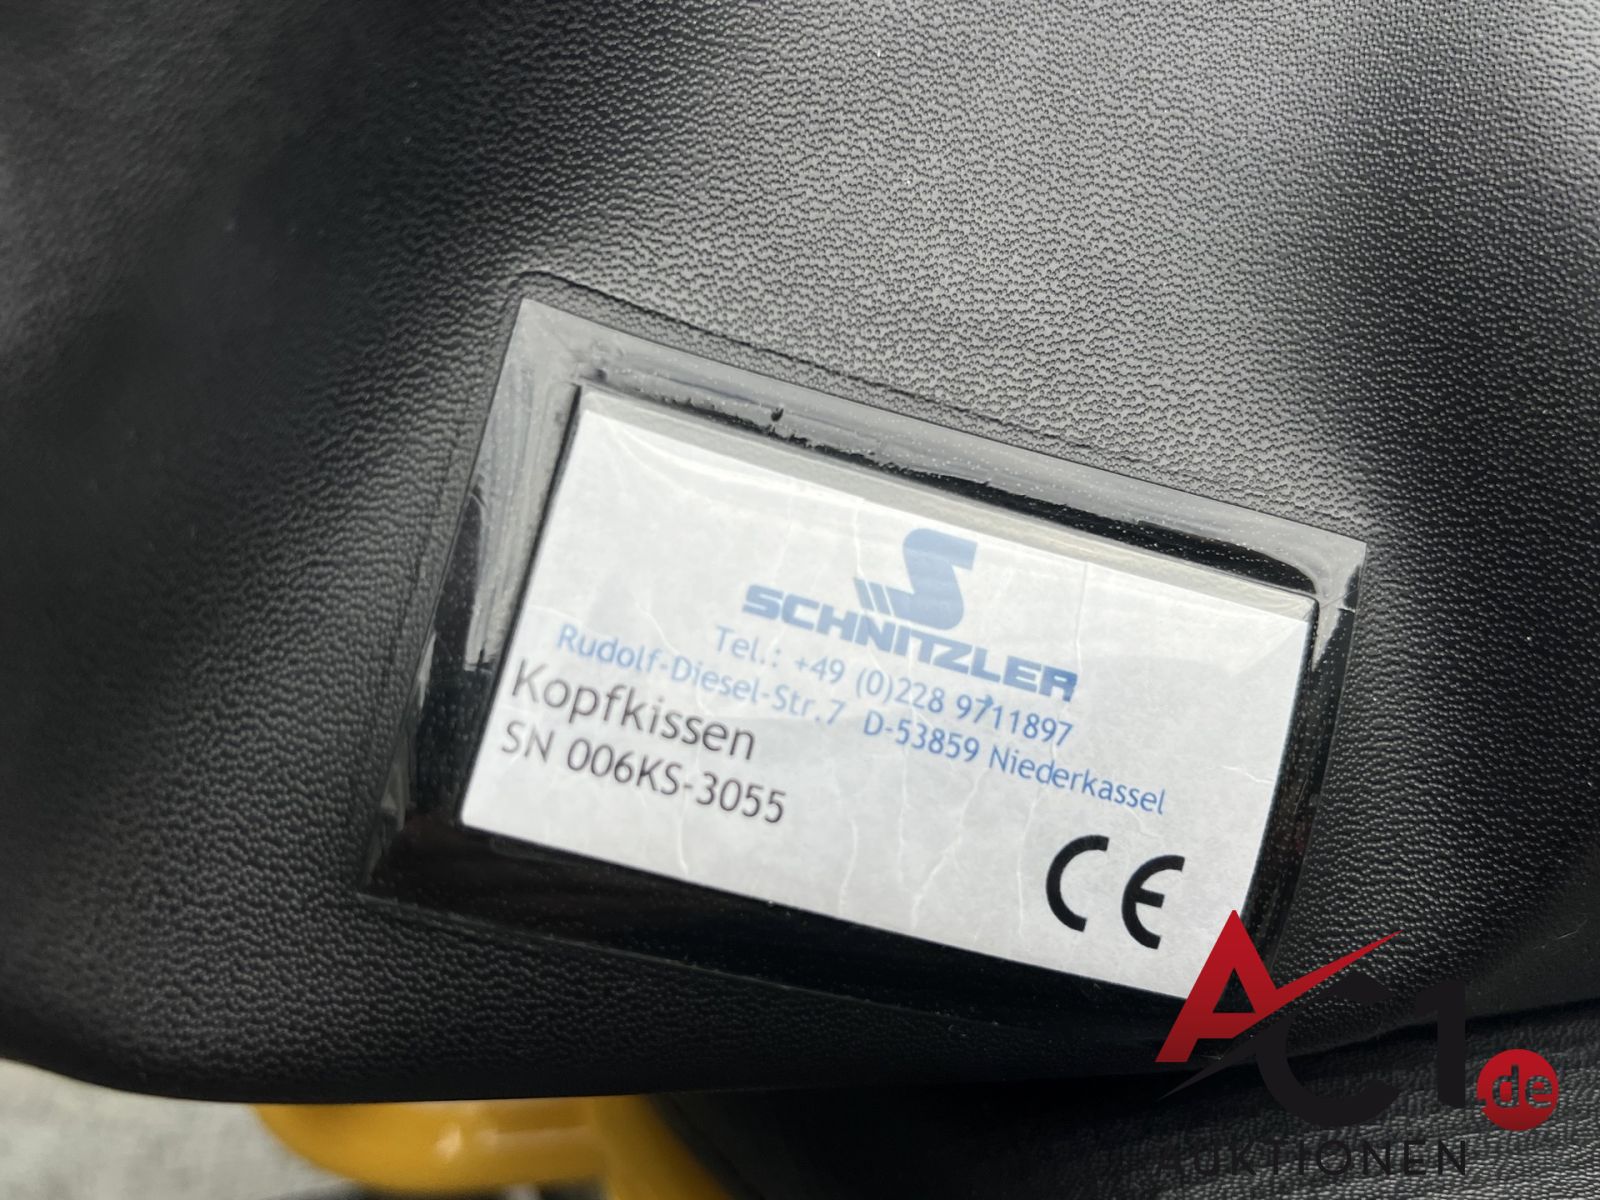 SCHNITZLER
Tel.: +49 (0)228 9711897
Rudolf-Diesel-Str.7 D-53859 Niederkassel
Kopfkissen
SN 006KS-3055
CE
AC1.de
AUKTIONEN